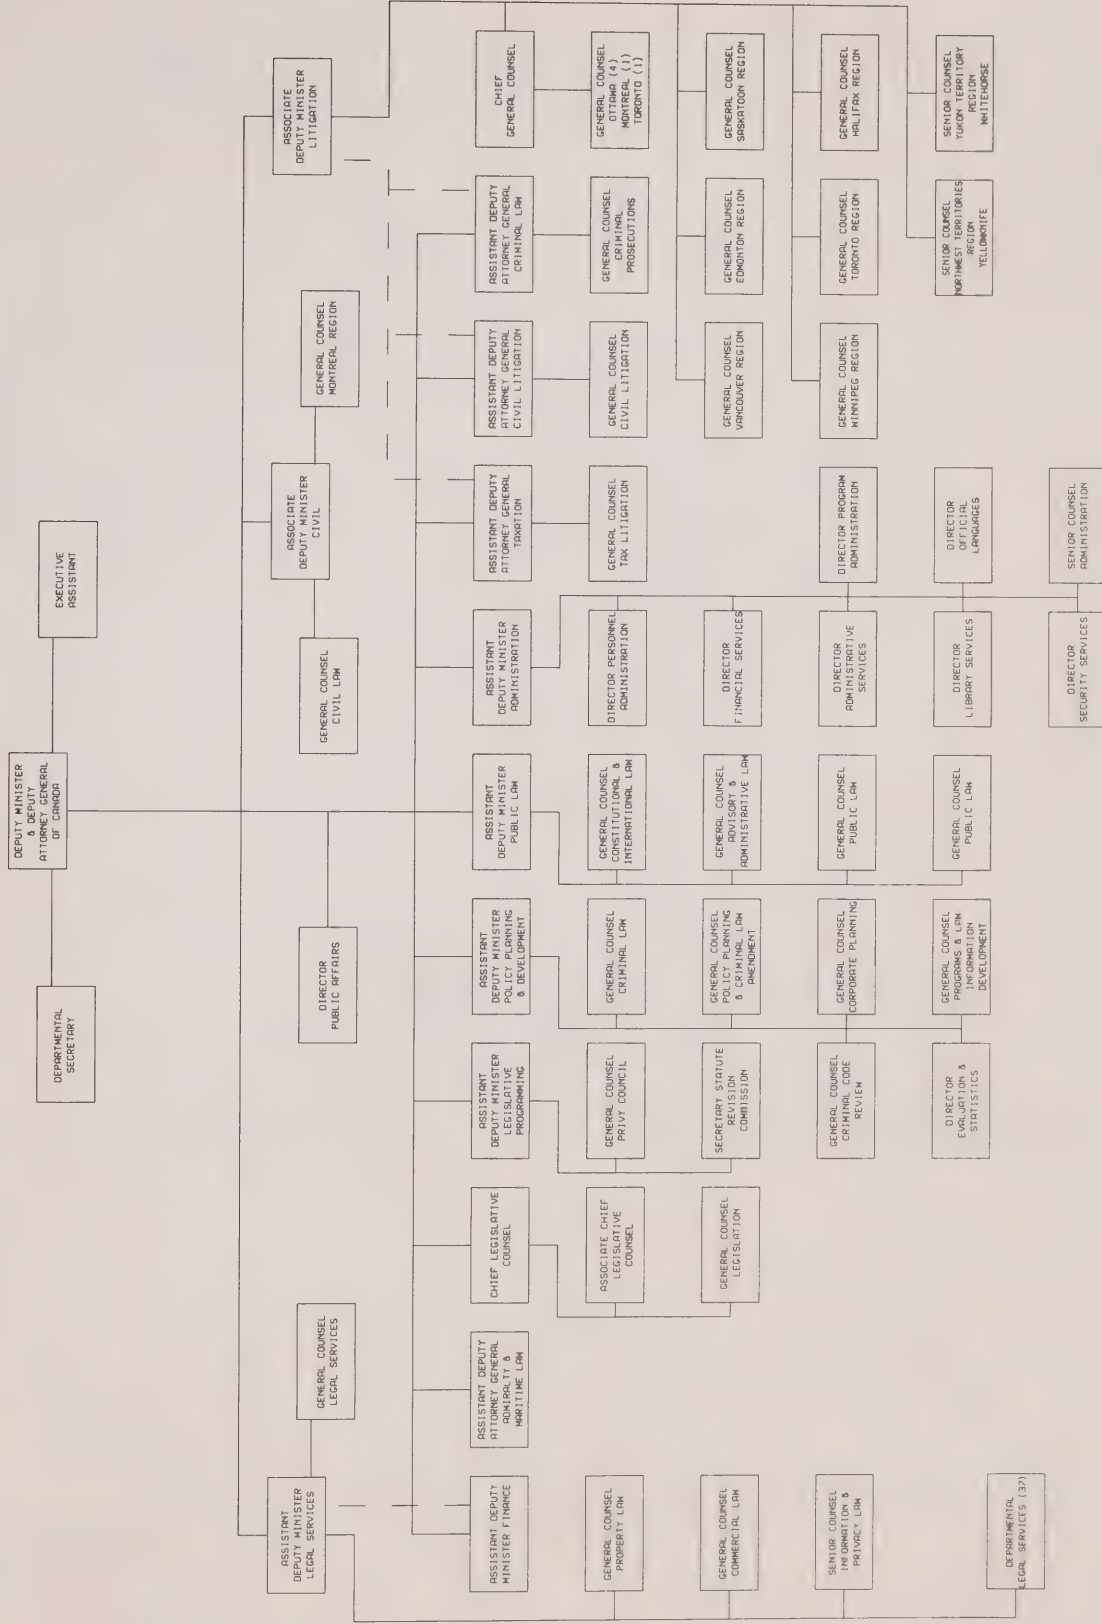 DEPUTY MINISTER
& DEPUTY
ATTORNEY GENERAL
OF CANADA
DEPARTMENTAL
SECRETARY
EXECUTIVE
ASSISTANT
DIRECTOR
PUBLIC AFFAIRS
ASSISTANT
DEPUTY MINISTER
LEGAL SERVICES
GENERAL COUNSEL
LEGAL SERVICES
ASSOCIATE
DEPUTY MINISTER
CIVIL
GENERAL COUNSEL
CIVIL LAW
GENERAL COUNSEL
MONTREAL REGION
ASSOCIATE
DEPUTY MINISTER
LITIGATION
ASSISTANT DEPUTY
MINISTER FINANCE
ASSISTANT DEPUTY
ATTORNEY GENERAL
ADMIRALTY &
MARITIME LAW
CHIEF LEGISLATIVE
COUNSEL
ASSISTANT
DEPUTY MINISTER
LEGISLATIVE
PROGRAMMING
ASSISTANT
DEPUTY MINISTER
POLICY PLANNING
& DEVELOPMENT
ASSISTANT
DEPUTY MINISTER
PUBLIC LAW
ASSISTANT
DEPUTY MINISTER
ADMINISTRATION
ASSISTANT DEPUTY
ATTORNEY GENERAL
TAXATION
ASSISTANT DEPUTY
ATTORNEY GENERAL
CIVIL LITIGATION
ASSISTANT DEPUTY
ATTORNEY GENERAL
CRIMINAL LAW
CHIEF
GENERAL COUNSEL
GENERAL COUNSEL
PROPERTY LAW
ASSOCIATE CHIEF
LEGISLATIVE
COUNSEL
GENERAL COUNSEL
PRIVY COUNCIL
GENERAL COUNSEL
CRIMINAL LAW
GENERAL COUNSEL
CONSTITUTIONAL &
INTERNATIONAL LAW
DIRECTOR PERSONNEL
ADMINISTRATION
GENERAL COUNSEL
TAX LITIGATION
GENERAL COUNSEL
CIVIL LITIGATION
GENERAL COUNSEL
CRIMINAL
PROSECUTIONS
GENERAL COUNSEL
OTTAWA (4)
MONTREAL (1)
TORONTO (1)
GENERAL COUNSEL
COMMERCIAL LAW
GENERAL COUNSEL
LEGISLATION
SECRETARY STATUTE
REVISION
COMMISSION
GENERAL COUNSEL
POLICY PLANNING
& CRIMINAL LAW
AMENDMENT
GENERAL COUNSEL
ADVISORY &
ADMINISTRATIVE LAW
DIRECTOR
FINANCIAL SERVICES
GENERAL COUNSEL
VANCOUVER REGION
GENERAL COUNSEL
EDMONTON REGION
GENERAL COUNSEL
SASKATOON REGION
SENIOR COUNSEL
INFORMATION &
PRIVACY LAW
GENERAL COUNSEL
CRIMINAL CODE
REVIEW
GENERAL COUNSEL
CORPORATE PLANNING
GENERAL COUNSEL
PUBLIC LAW
DIRECTOR
ADMINISTRATIVE
SERVICES
DIRECTOR PROGRAM
ADMINISTRATION
GENERAL COUNSEL
WINNIPEG REGION
GENERAL COUNSEL
TORONTO REGION
GENERAL COUNSEL
HALIFAX REGION
DEPARTMENTAL
LEGAL SERVICES (37)
DIRECTOR
EVALUATION &
STATISTICS
GENERAL COUNSEL
PROGRAMS & LAW
INFORMATION
DEVELOPMENT
GENERAL COUNSEL
PUBLIC LAW
DIRECTOR
LIBRARY SERVICES
DIRECTOR
OFFICIAL
LANGUAGES
SENIOR COUNSEL
NORTHWEST TERRITORIES
REGION
YELLOWKNIFE
SENIOR COUNSEL
YUKON TERRITORY
REGION
WHITEHORSE
DIRECTOR
SECURITY SERVICES
SENIOR COUNSEL
ADMINISTRATION